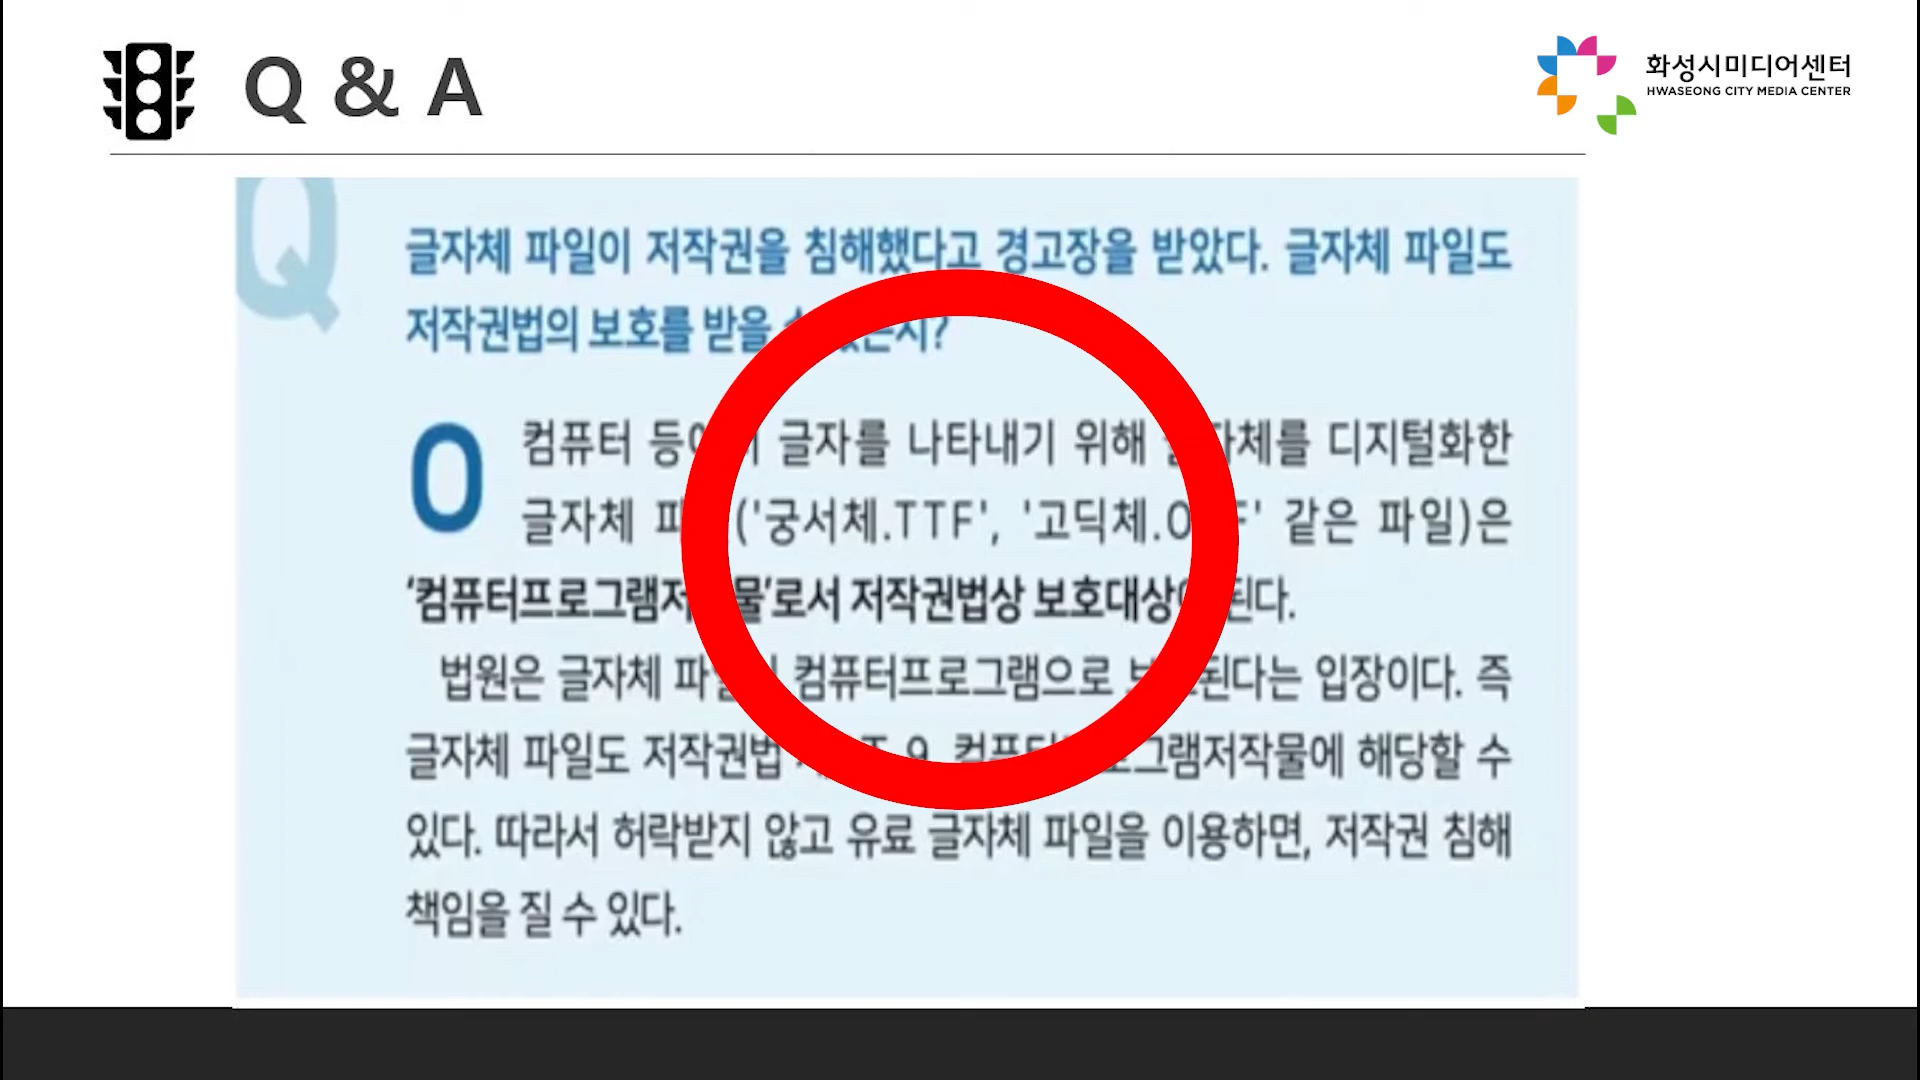 Q & A
화성시미디어센터
HWASEONG CITY MEDIA CENTER
Q
글자체 파일이 저작권을 침해했다고 경고장을 받았다. 글자체 파일도
저작권법의 보호를 받을
O
컴퓨터 글자를 나타내기 위해 디지털화한
글자체 ('궁서체.TTF', '고딕체. 같은 파일)은
'컴퓨터프로그램저 물'로서 저작권법상 보호대상 된다.
법원은 글자체 컴퓨터프로그램으로 된다는 입장이다. 즉
글자체 파일도 저작권법 9. 그램저작물에 해당할 수
있다. 따라서 허락받지 않고 유료 글자체 파일을 이용하면, 저작권 침해
책임을 질 수 있다.